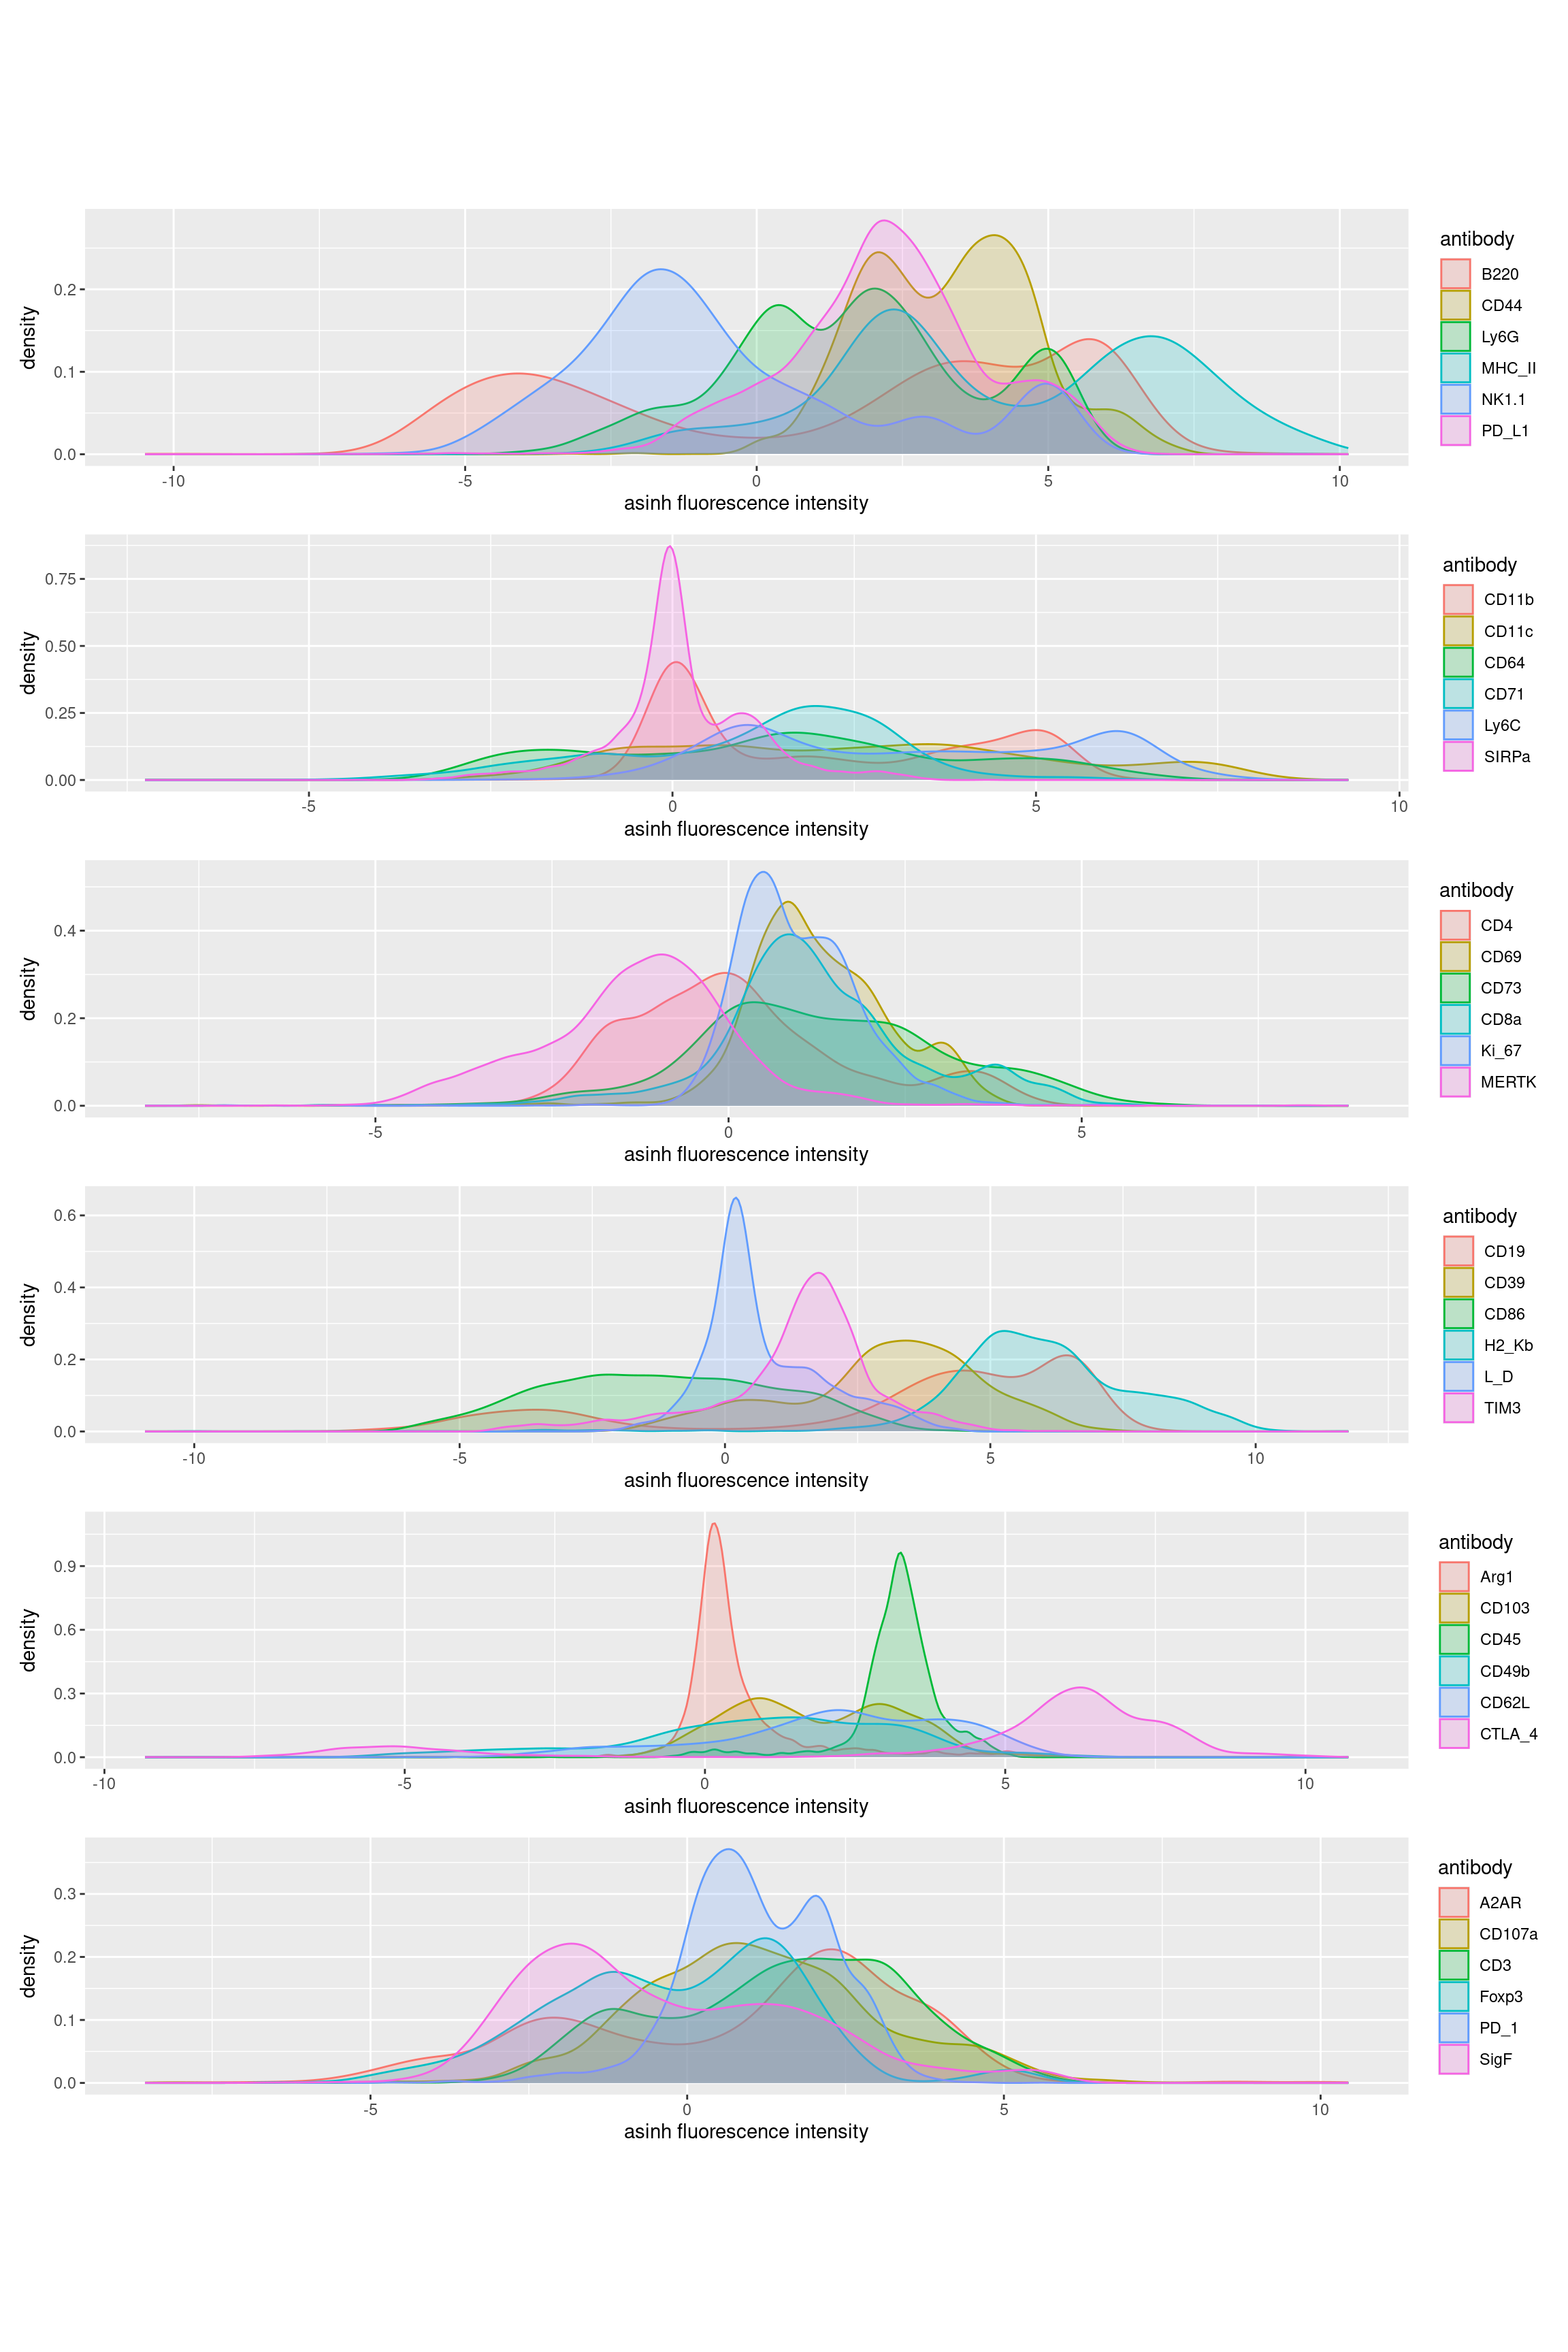 antibody
B220
CD44
Ly6G
MHC_II
NK1.1
PD_L1
density
0.2
0.1
0.0
-10 -5 0 5 10
asinh fluorescence intensity
antibody
CD11b
CD11c
CD64
CD71
Ly6C
SIRPa
density
0.75
0.50
0.25
0.00
-5 0 5 10
asinh fluorescence intensity
antibody
CD4
CD69
CD73
CD8a
Ki_67
MERTK
density
0.4
0.2
0.0
-5 0 5
asinh fluorescence intensity
antibody
CD19
CD39
CD86
H2_Kb
L_D
TIM3
density
0.6
0.4
0.2
0.0
-10 -5 0 5 10
asinh fluorescence intensity
antibody
Arg1
CD103
CD45
CD49b
CD62L
CTLA_4
density
0.9
0.6
0.3
0.0
-10 -5 0 5 10
asinh fluorescence intensity
antibody
A2AR
CD107a
CD3
Foxp3
PD_1
SigF
density
0.3
0.2
0.1
0.0
-5 0 5 10
asinh fluorescence intensity